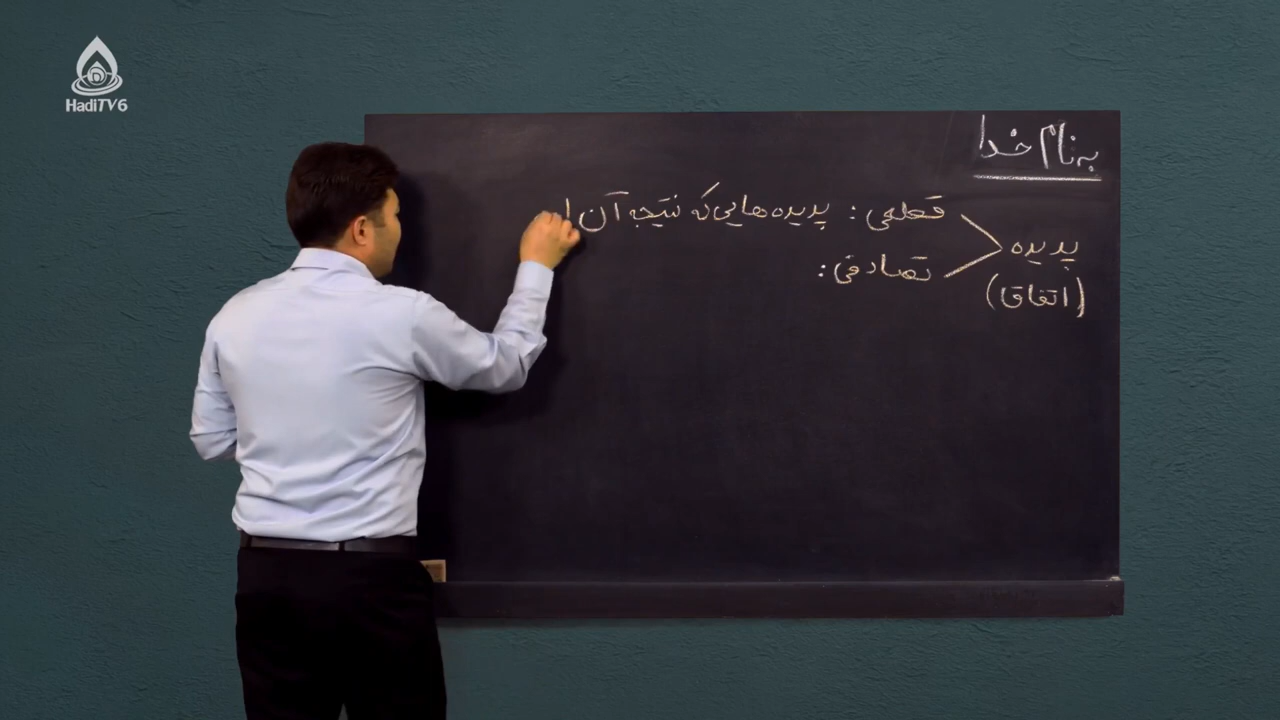 HadiTV6
به نام خدا
پدیده
(اتفاق)
قطعی: پدیده هایی که نتیجه آن
تصادفی: